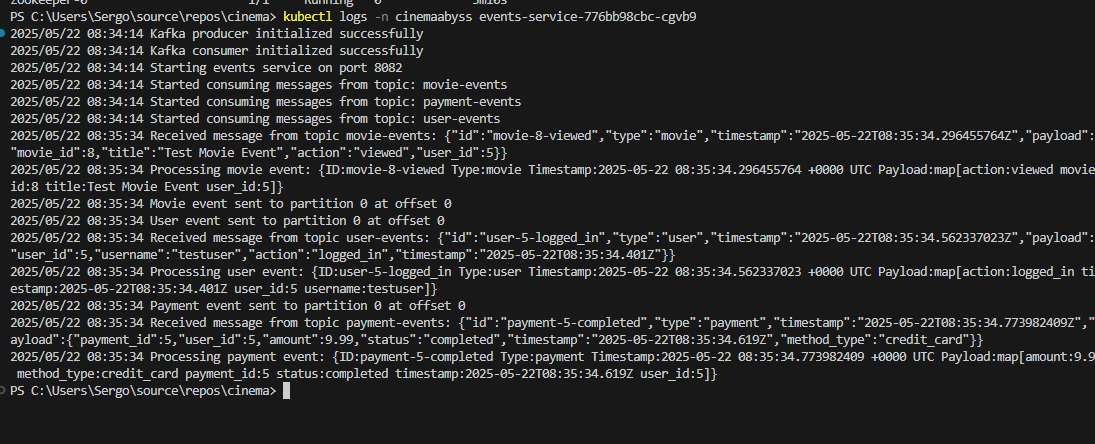 zookeeper-0 1/1 Running 0 5m10s
PS C:\Users\Sergo\source\repos\cinema> kubectl logs -n cinemaabyss events-service-776bb98cbc-cgvb9
2025/05/22 08:34:14 Kafka producer initialized successfully
2025/05/22 08:34:14 Kafka consumer initialized successfully
2025/05/22 08:34:14 Starting events service on port 8082
2025/05/22 08:34:14 Started consuming messages from topic: movie-events
2025/05/22 08:34:14 Started consuming messages from topic: payment-events
2025/05/22 08:34:14 Started consuming messages from topic: user-events
2025/05/22 08:35:34 Received message from topic movie-events: {"id":"movie-8-viewed","type":"movie","timestamp":"2025-05-22T08:35:34.296455764Z","payload":
"movie_id":8,"title":"Test Movie Event","action":"viewed","user_id":5}}
2025/05/22 08:35:34 Processing movie event: {ID:movie-8-viewed Type:movie Timestamp:2025-05-22 08:35:34.296455764 +0000 UTC Payload:map[action:viewed movie
id:8 title:Test Movie Event user_id:5]}
2025/05/22 08:35:34 Movie event sent to partition 0 at offset 0
2025/05/22 08:35:34 User event sent to partition 0 at offset 0
2025/05/22 08:35:34 Received message from topic user-events: {"id":"user-5-logged_in","type":"user","timestamp":"2025-05-22T08:35:34.562337023Z","payload":
"user_id":5,"username":"testuser","action":"logged_in","timestamp":"2025-05-22T08:35:34.401Z"}}
2025/05/22 08:35:34 Processing user event: {ID:user-5-logged_in Type:user Timestamp:2025-05-22 08:35:34.562337023 +0000 UTC Payload:map[action:logged_in ti
estamp:2025-05-22T08:35:34.401Z user_id:5 username:testuser]}
2025/05/22 08:35:34 Payment event sent to partition 0 at offset 0
2025/05/22 08:35:34 Received message from topic payment-events: {"id":"payment-5-completed","type":"payment","timestamp":"2025-05-22T08:35:34.773982409Z","
ayload":{"payment_id":5,"user_id":5,"amount":9.99,"status":"completed","timestamp":"2025-05-22T08:35:34.619Z","method_type":"credit_card"}}
2025/05/22 08:35:34 Processing payment event: {ID:payment-5-completed Type:payment Timestamp:2025-05-22 08:35:34.773982409 +0000 UTC Payload:map[amount:9.9
method_type:credit_card payment_id:5 status:completed timestamp:2025-05-22T08:35:34.619Z user_id:5]}
PS C:\Users\Sergo\source\repos\cinema>